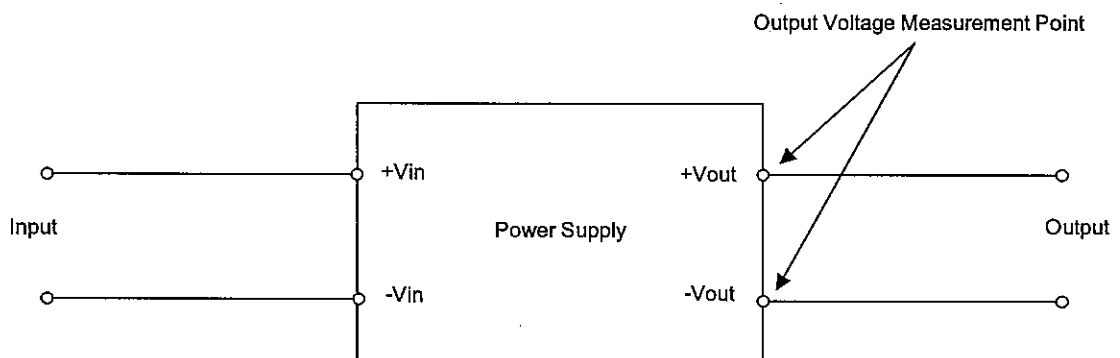 Output Voltage Measurement Point
+Vin
+Vout
Input
Power Supply
Output
-Vin
-Vout